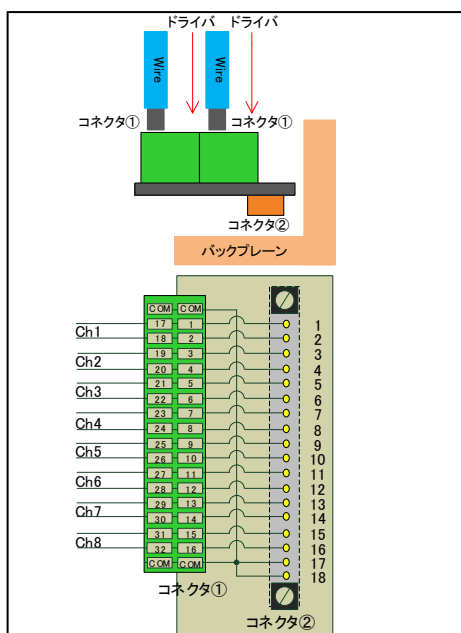 ドライバ ドライバ
Wire Wire
コネクタ① コネクタ①
コネクタ②
バックプレーン
COM COM
Ch1 17 1 1
18 2 2
19 3 3
Ch2 20 4 4
21 5 5
Ch3 22 6 6
23 7 7
Ch4 24 8 8
25 9 9
Ch5 26 10 10
27 11 11
Ch6 28 12 12
29 13 13
Ch7 30 14 14
31 15 15
Ch8 32 16 16
COM COM 17
18
コネクタ① コネクタ②